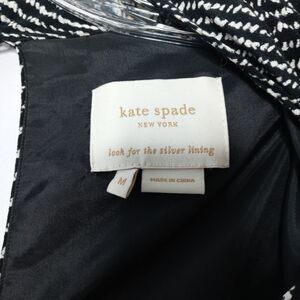 kate spade
NEW YORK
look for the silver lining
M
MADE IN CHINA